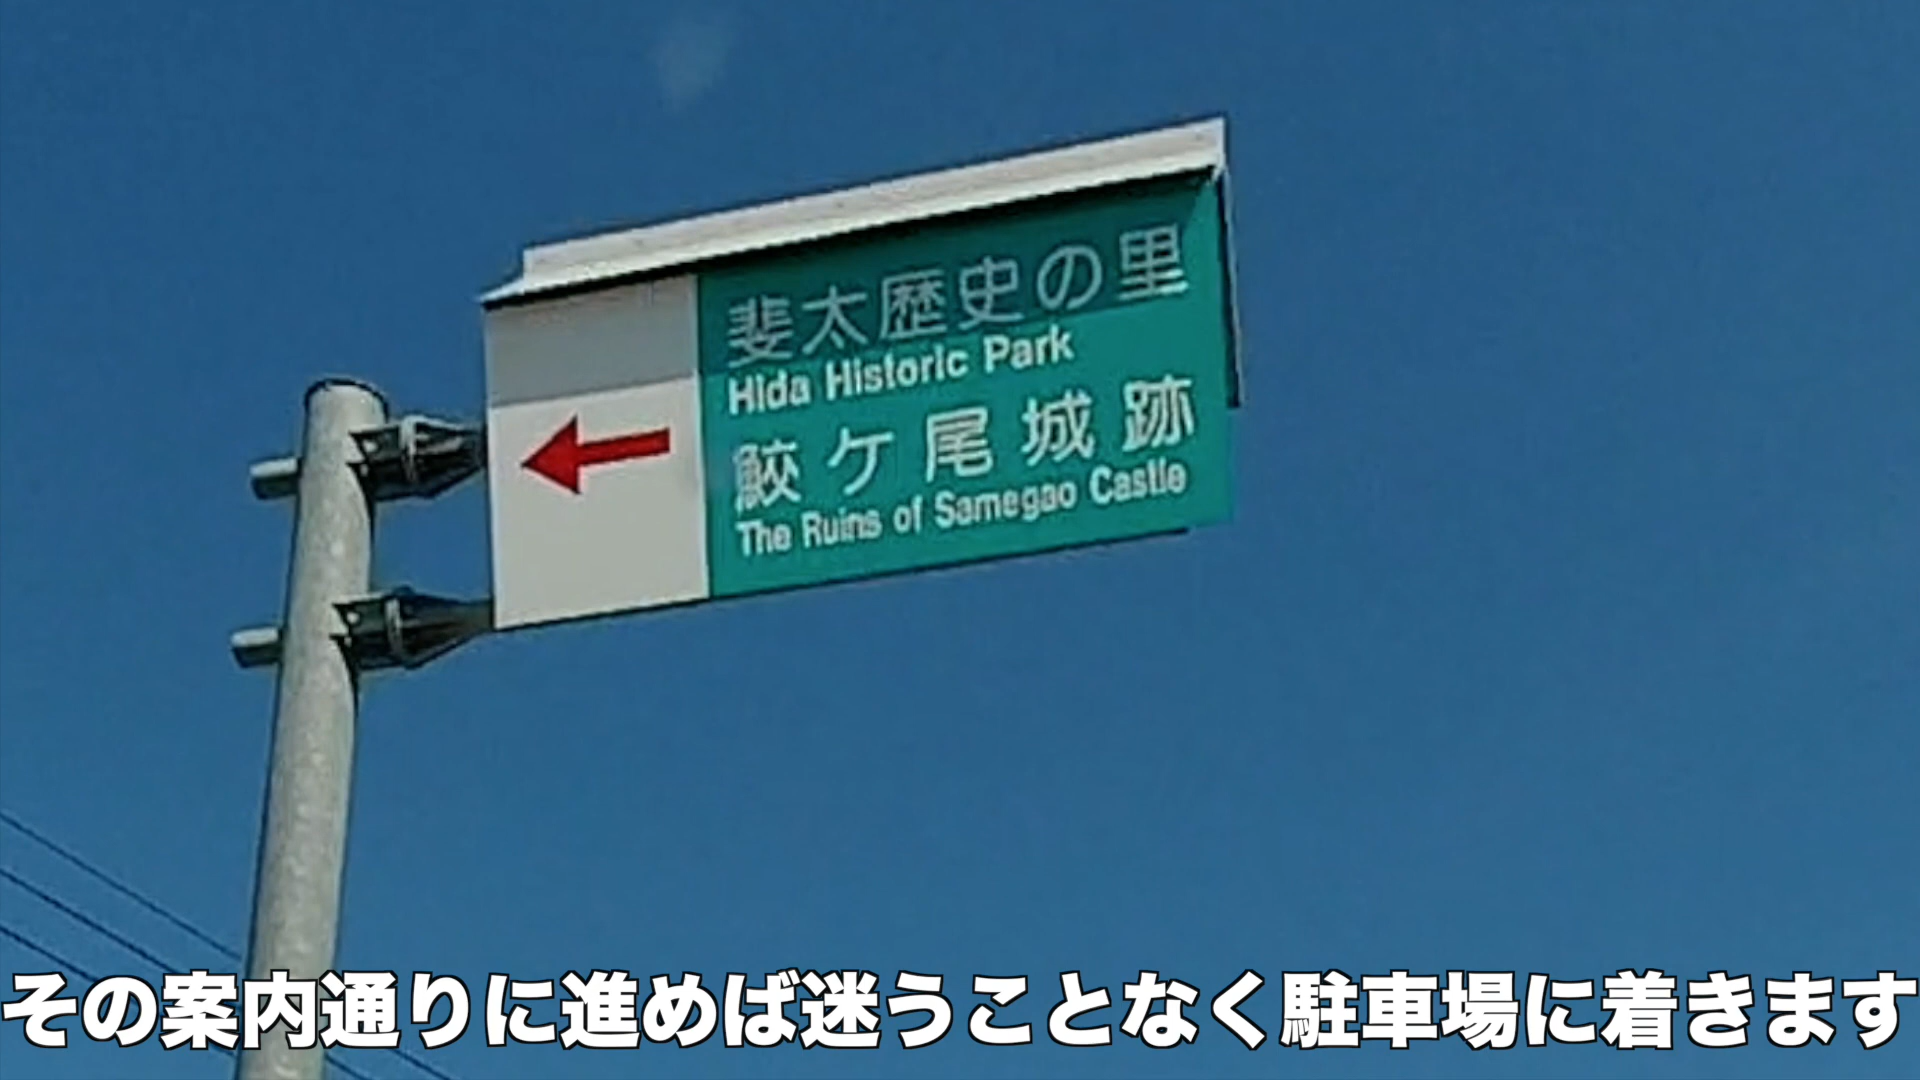 斐太歴史の里
Hida Historic Park
鮫ケ尾城跡
The Ruins of Samegao Castle
その案内通りに進めば迷うことなく駐車場に着きます